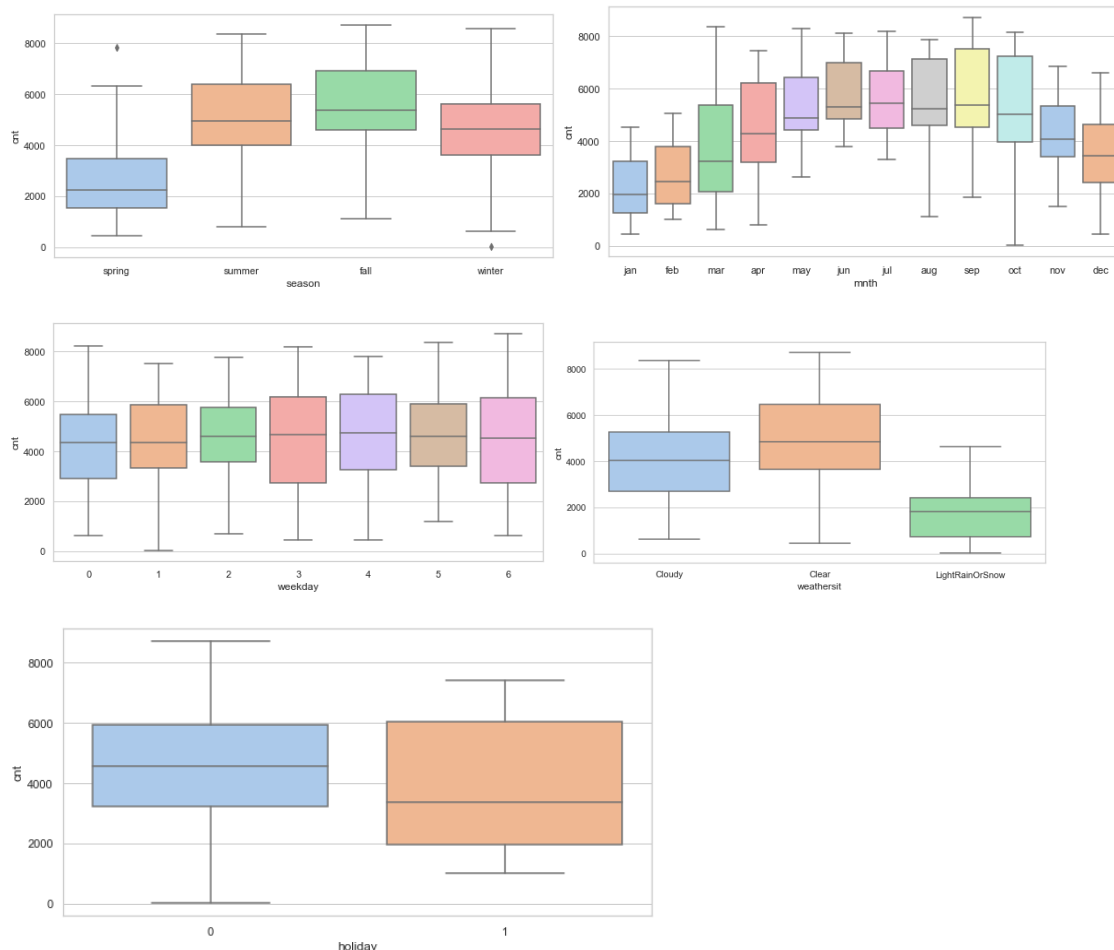 8000
6000
4000
2000
0
cnt
spring summer fall winter
season
8000
6000
4000
2000
0
cnt
jan feb mar apr may jun jul aug sep oct nov dec
mnth
8000
6000
4000
2000
0
cnt
0 1 2 3 4 5 6
weekday
8000
6000
4000
2000
0
cnt
Cloudy Clear LightRainOrSnow
weathersit
8000
6000
4000
2000
0
cnt
0 1
holiday